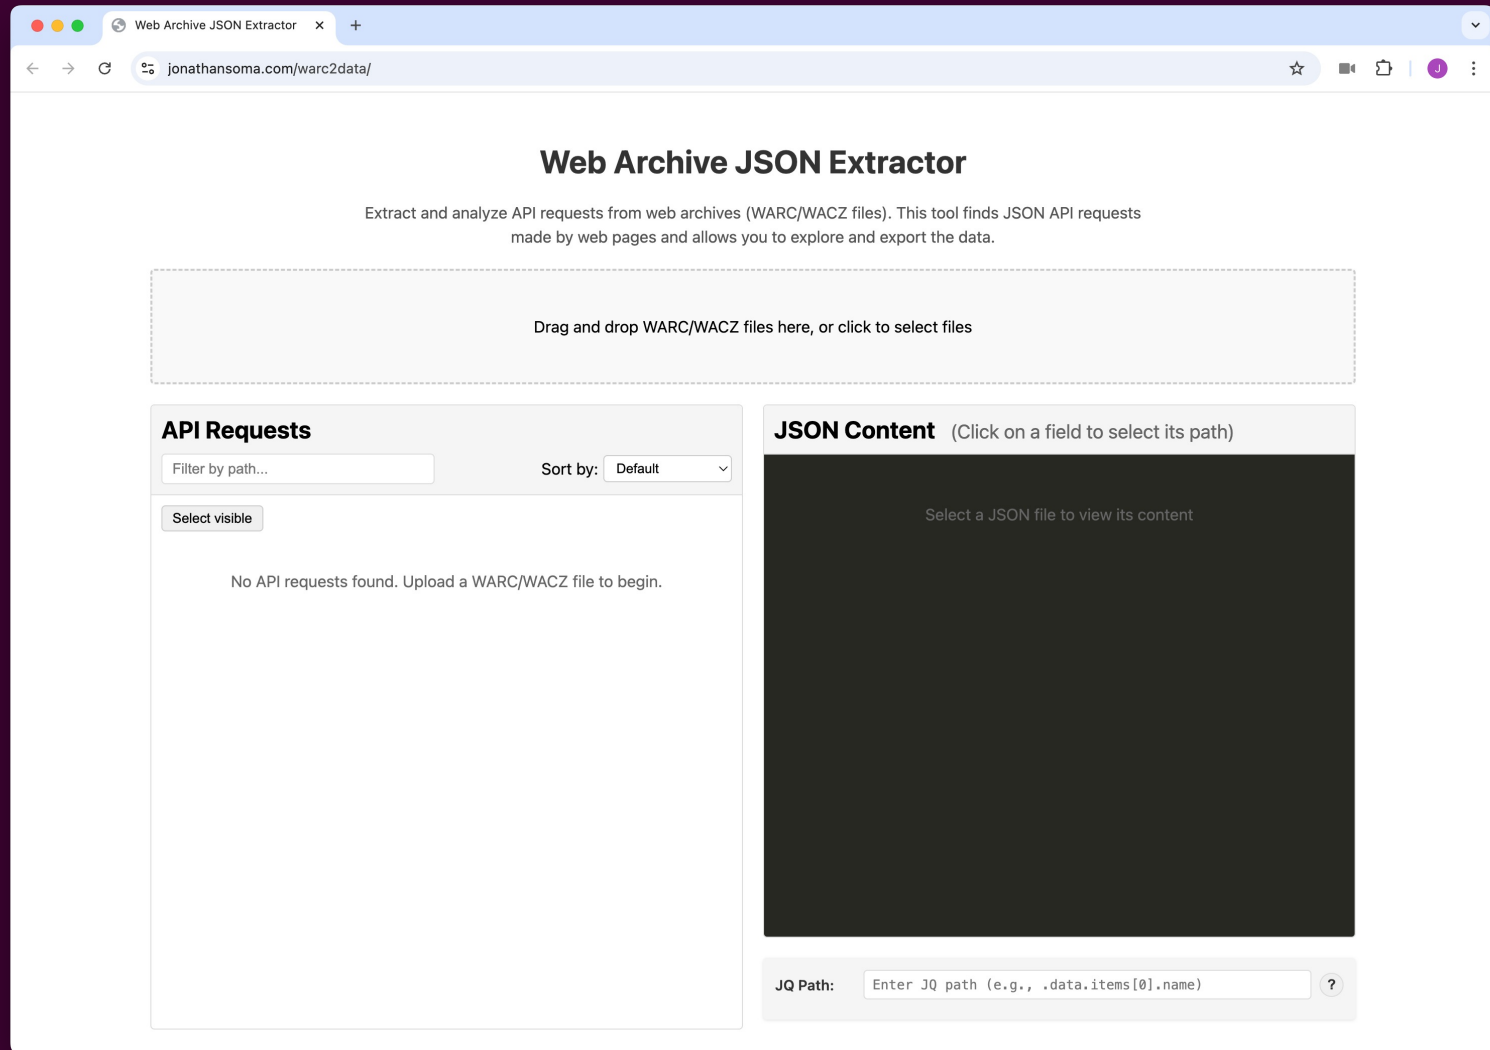 Web Archive JSON Extractor
jonathansoma.com/warc2data/
J
Web Archive JSON Extractor
Extract and analyze API requests from web archives (WARC/WACZ files). This tool finds JSON API requests
made by web pages and allows you to explore and export the data.
Drag and drop WARC/WACZ files here, or click to select files
API Requests
Filter by path...
Sort by: Default
Select visible
No API requests found. Upload a WARC/WACZ file to begin.
JSON Content (Click on a field to select its path)
Select a JSON file to view its content
JQ Path: Enter JQ path (e.g., .data.items[0].name) ?